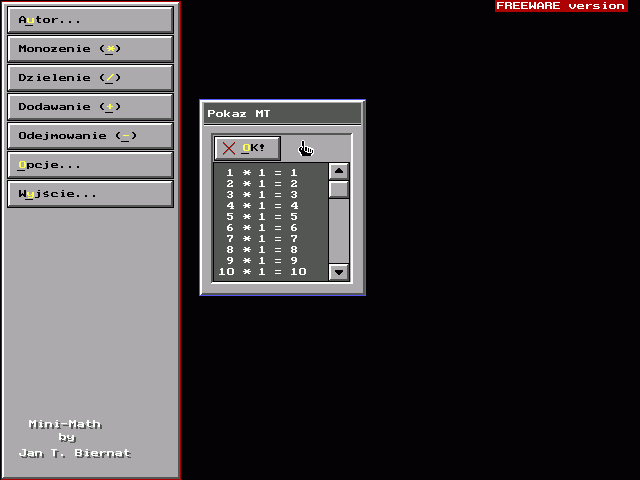 FREEWARE version
Autor...
Monozenie (*)
Dzielenie (/)
Dodawanie (+)
Odejmowanie (-)
Opcje...
Wyjście...
Pokaz MT
OK!
1 * 1 = 1
2 * 1 = 2
3 * 1 = 3
4 * 1 = 4
5 * 1 = 5
6 * 1 = 6
7 * 1 = 7
8 * 1 = 8
9 * 1 = 9
10 * 1 = 10
Mini-Math
by
Jan T. Biernat